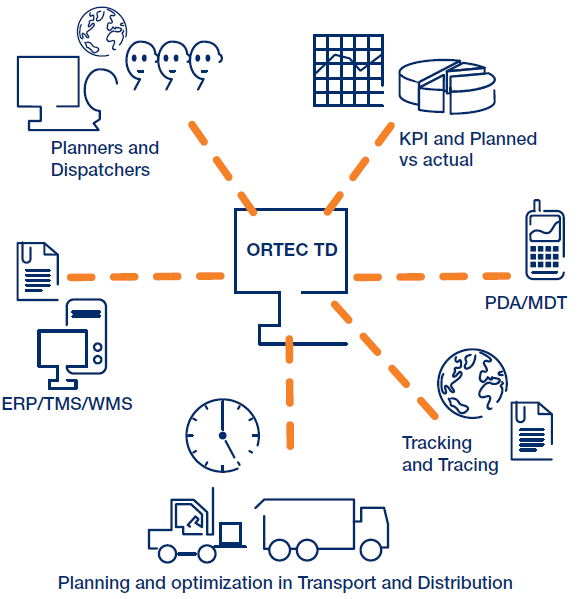 Planners and
Dispatchers
KPI and Planned
vs actual
ORTEC TD
PDA/MDT
ERP/TMS/WMS
Tracking
and Tracing
Planning and optimization in Transport and Distribution